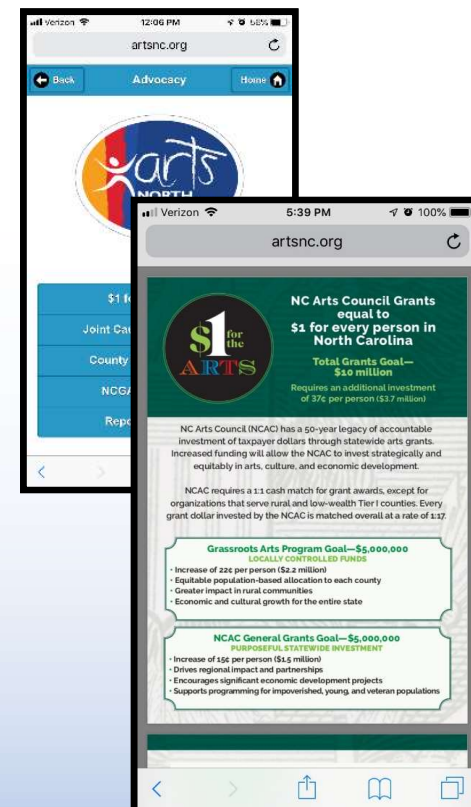 Verizon 12:06 PM 58%
artsnc.org
Back Advocacy Home
arts
NORTH
$1
Joint
County
NCGA
Verizon 5:39 PM 100%
artsnc.org
$1 for the ARTS
NC Arts Council Grants
equal to
$1 for every person in
North Carolina
Total Grants Goal—
$10 million
Requires an additional investment
of 37¢ per person ($3.7 million)
NC Arts Council (NCAC) has a 50-year legacy of accountable
investment of taxpayer dollars through statewide arts grants.
Increased funding will allow the NCAC to invest strategically and
equitably in arts, culture, and economic development.
NCAC requires a 1:1 cash match for grant awards, except for
organizations that serve rural and low-wealth Tier I counties. Every
grant dollar invested by the NCAC is matched overall at a rate of 1:17.
Grassroots Arts Program Goal—$5,000,000
LOCALLY CONTROLLED FUNDS
• Increase of 22¢ per person ($2.2 million)
• Equitable population-based allocation to each county
• Greater impact in rural communities
• Economic and cultural growth for the entire state
NCAC General Grants Goal—$5,000,000
PURPOSEFUL STATEWIDE INVESTMENT
• Increase of 15¢ per person ($1.5 million)
• Drives regional impact and partnerships
• Encourages significant economic development projects
• Supports programming for impoverished, young, and veteran populations